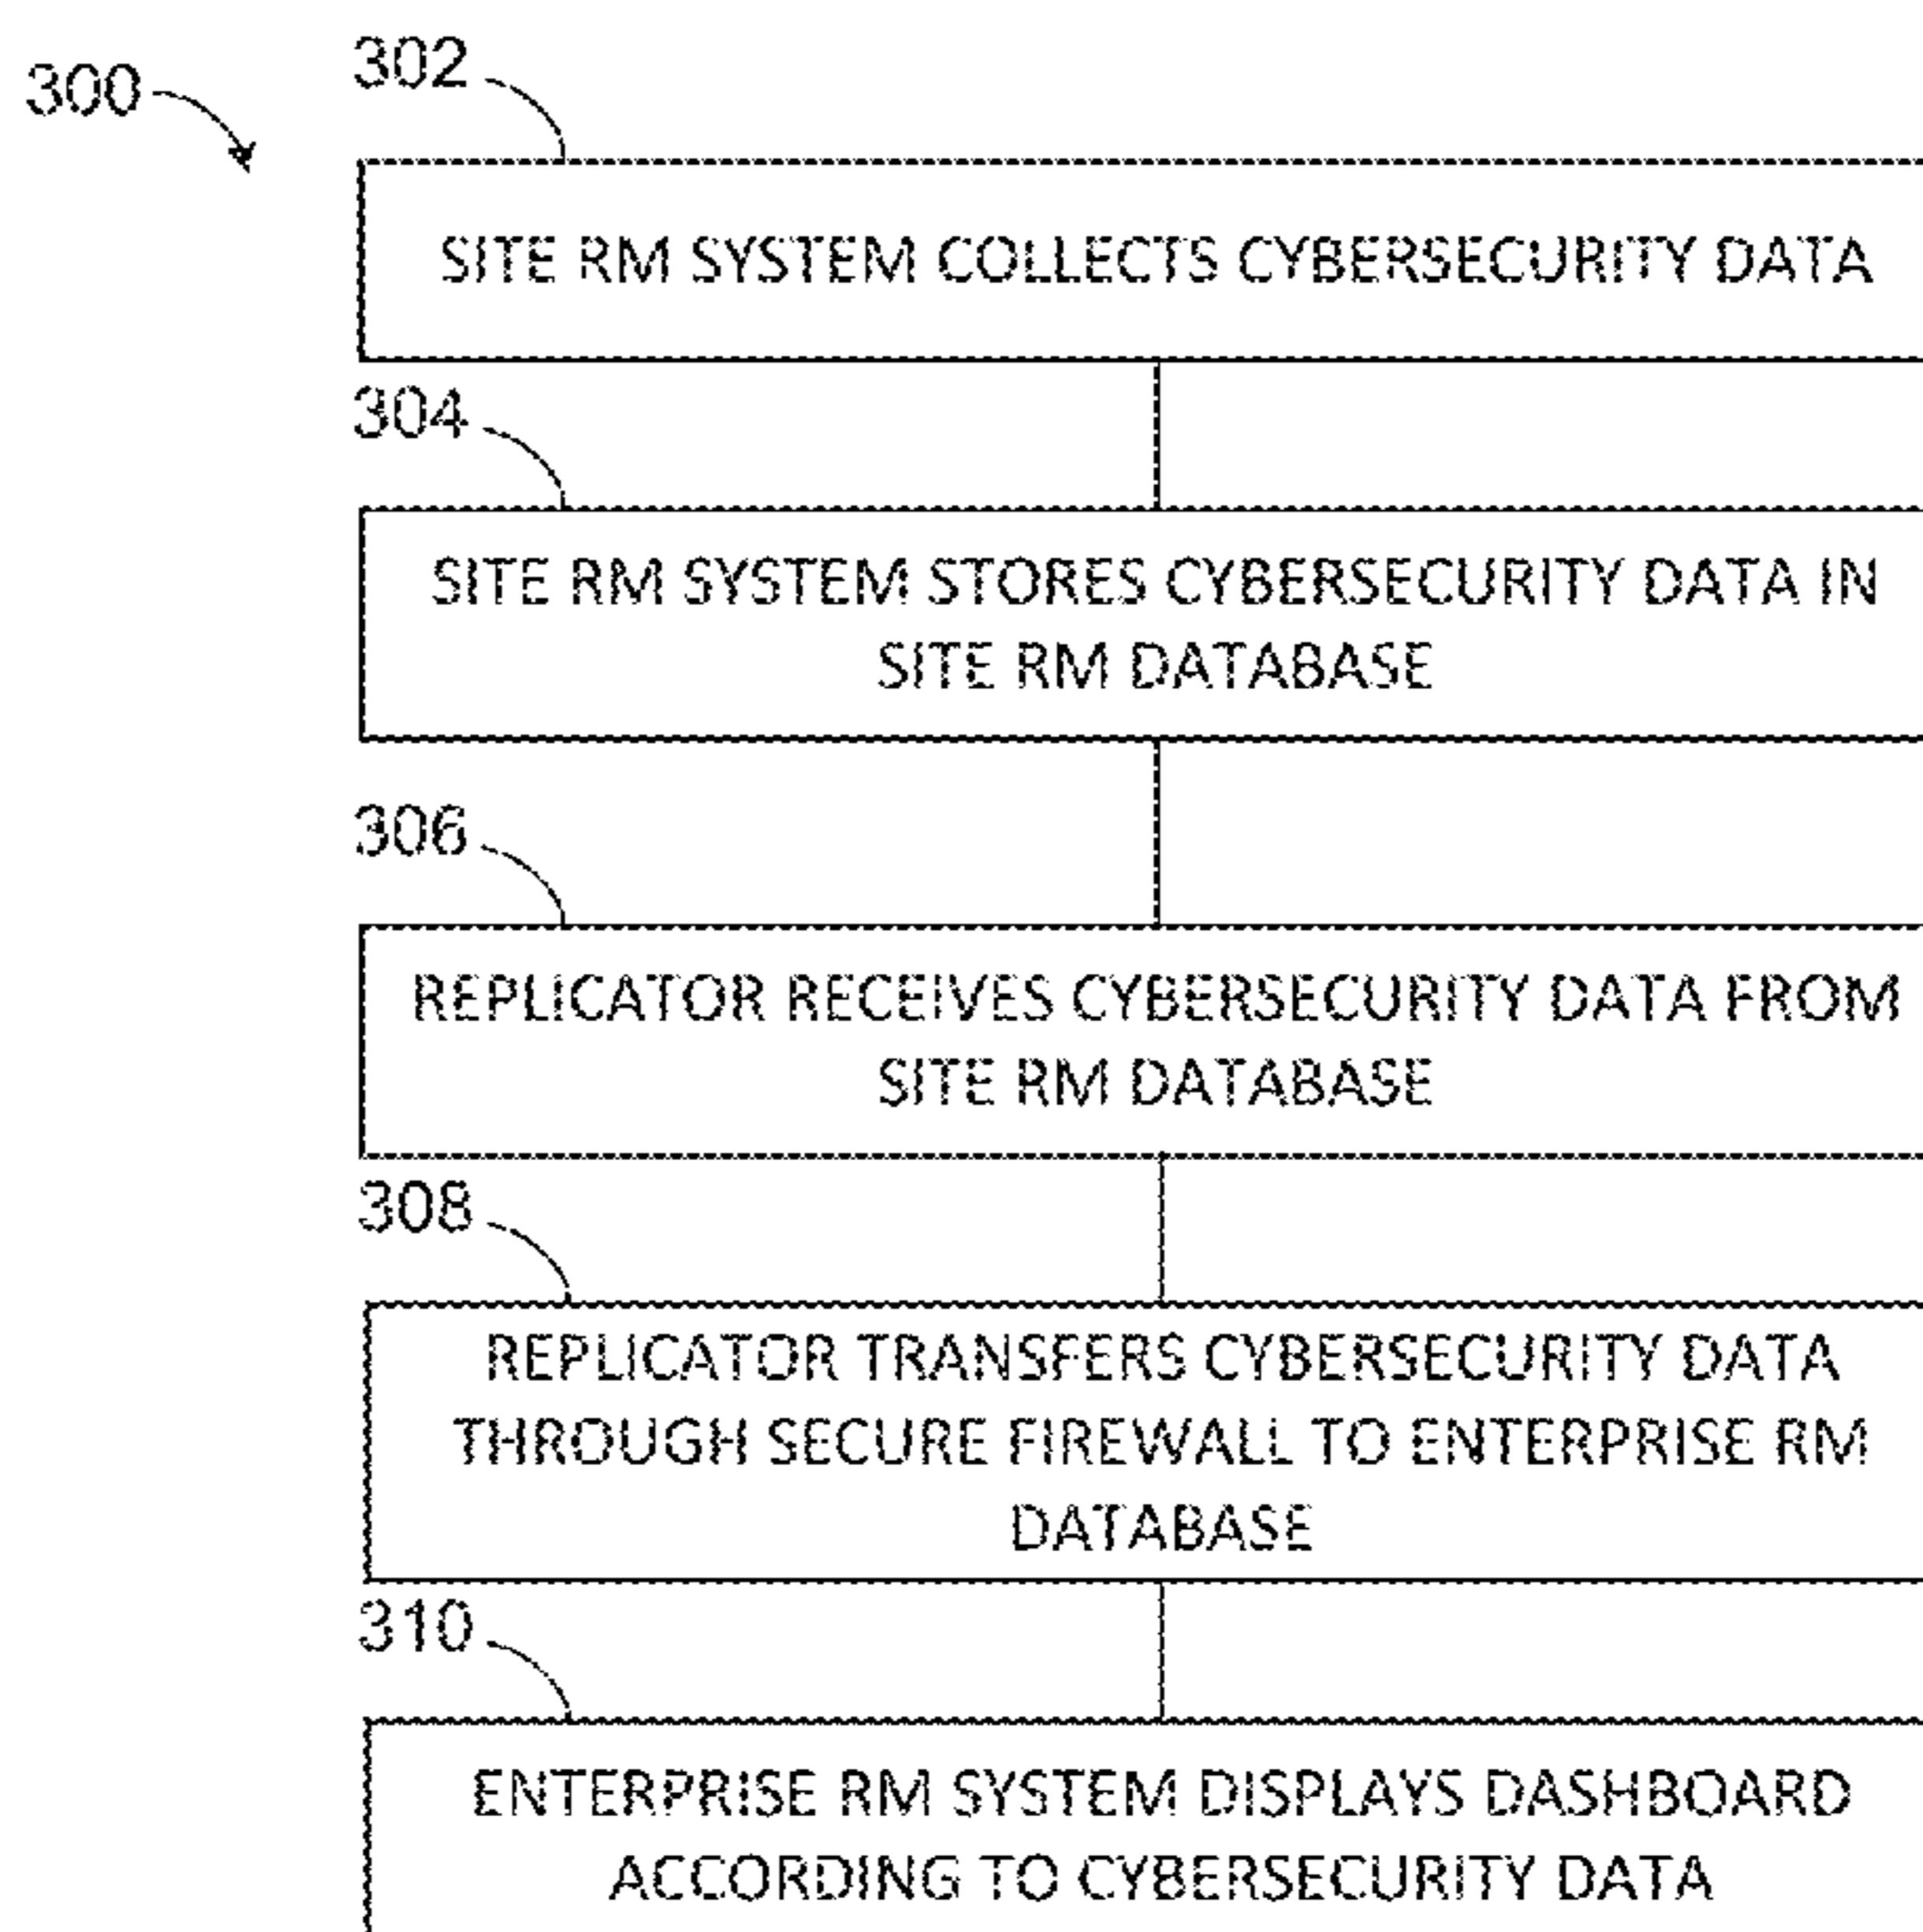 300
302
SITE RM SYSTEM COLLECTS CYBERSECURITY DATA
304
SITE RM SYSTEM STORES CYBERSECURITY DATA IN
SITE RM DATABASE
306
REPLICATOR RECEIVES CYBERSECURITY DATA FROM
SITE RM DATABASE
308
REPLICATOR TRANSFERS CYBERSECURITY DATA
THROUGH SECURE FIREWALL TO ENTERPRISE RM
DATABASE
310
ENTERPRISE RM SYSTEM DISPLAYS DASHBOARD
ACCORDING TO CYBERSECURITY DATA